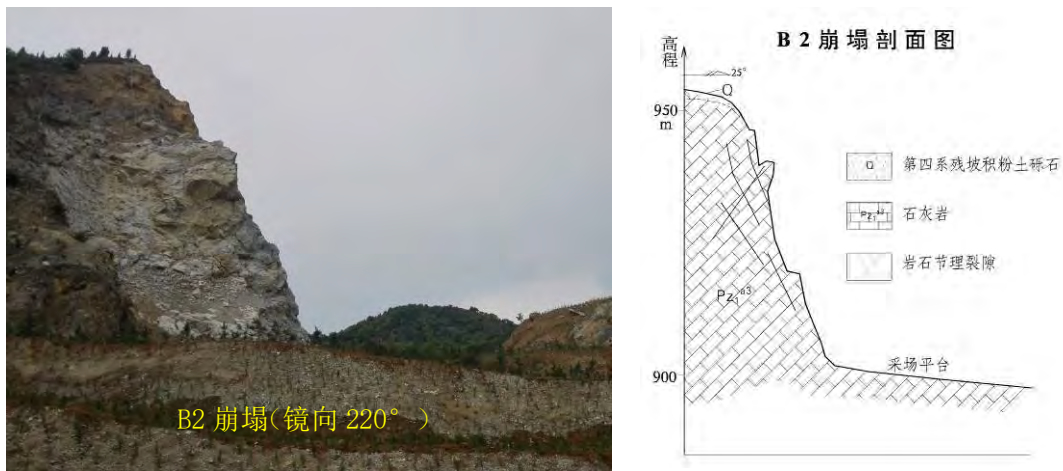 B2 崩塌(镜向 220° )
B 2 崩 塌 剖 面 图
高程
25°
Q
950
m
Q 第四系残坡积粉土砾石
Pz₁ᵃ³ 石灰岩
岩石节理裂隙
Pz₁ᵃ³
采场平台
900